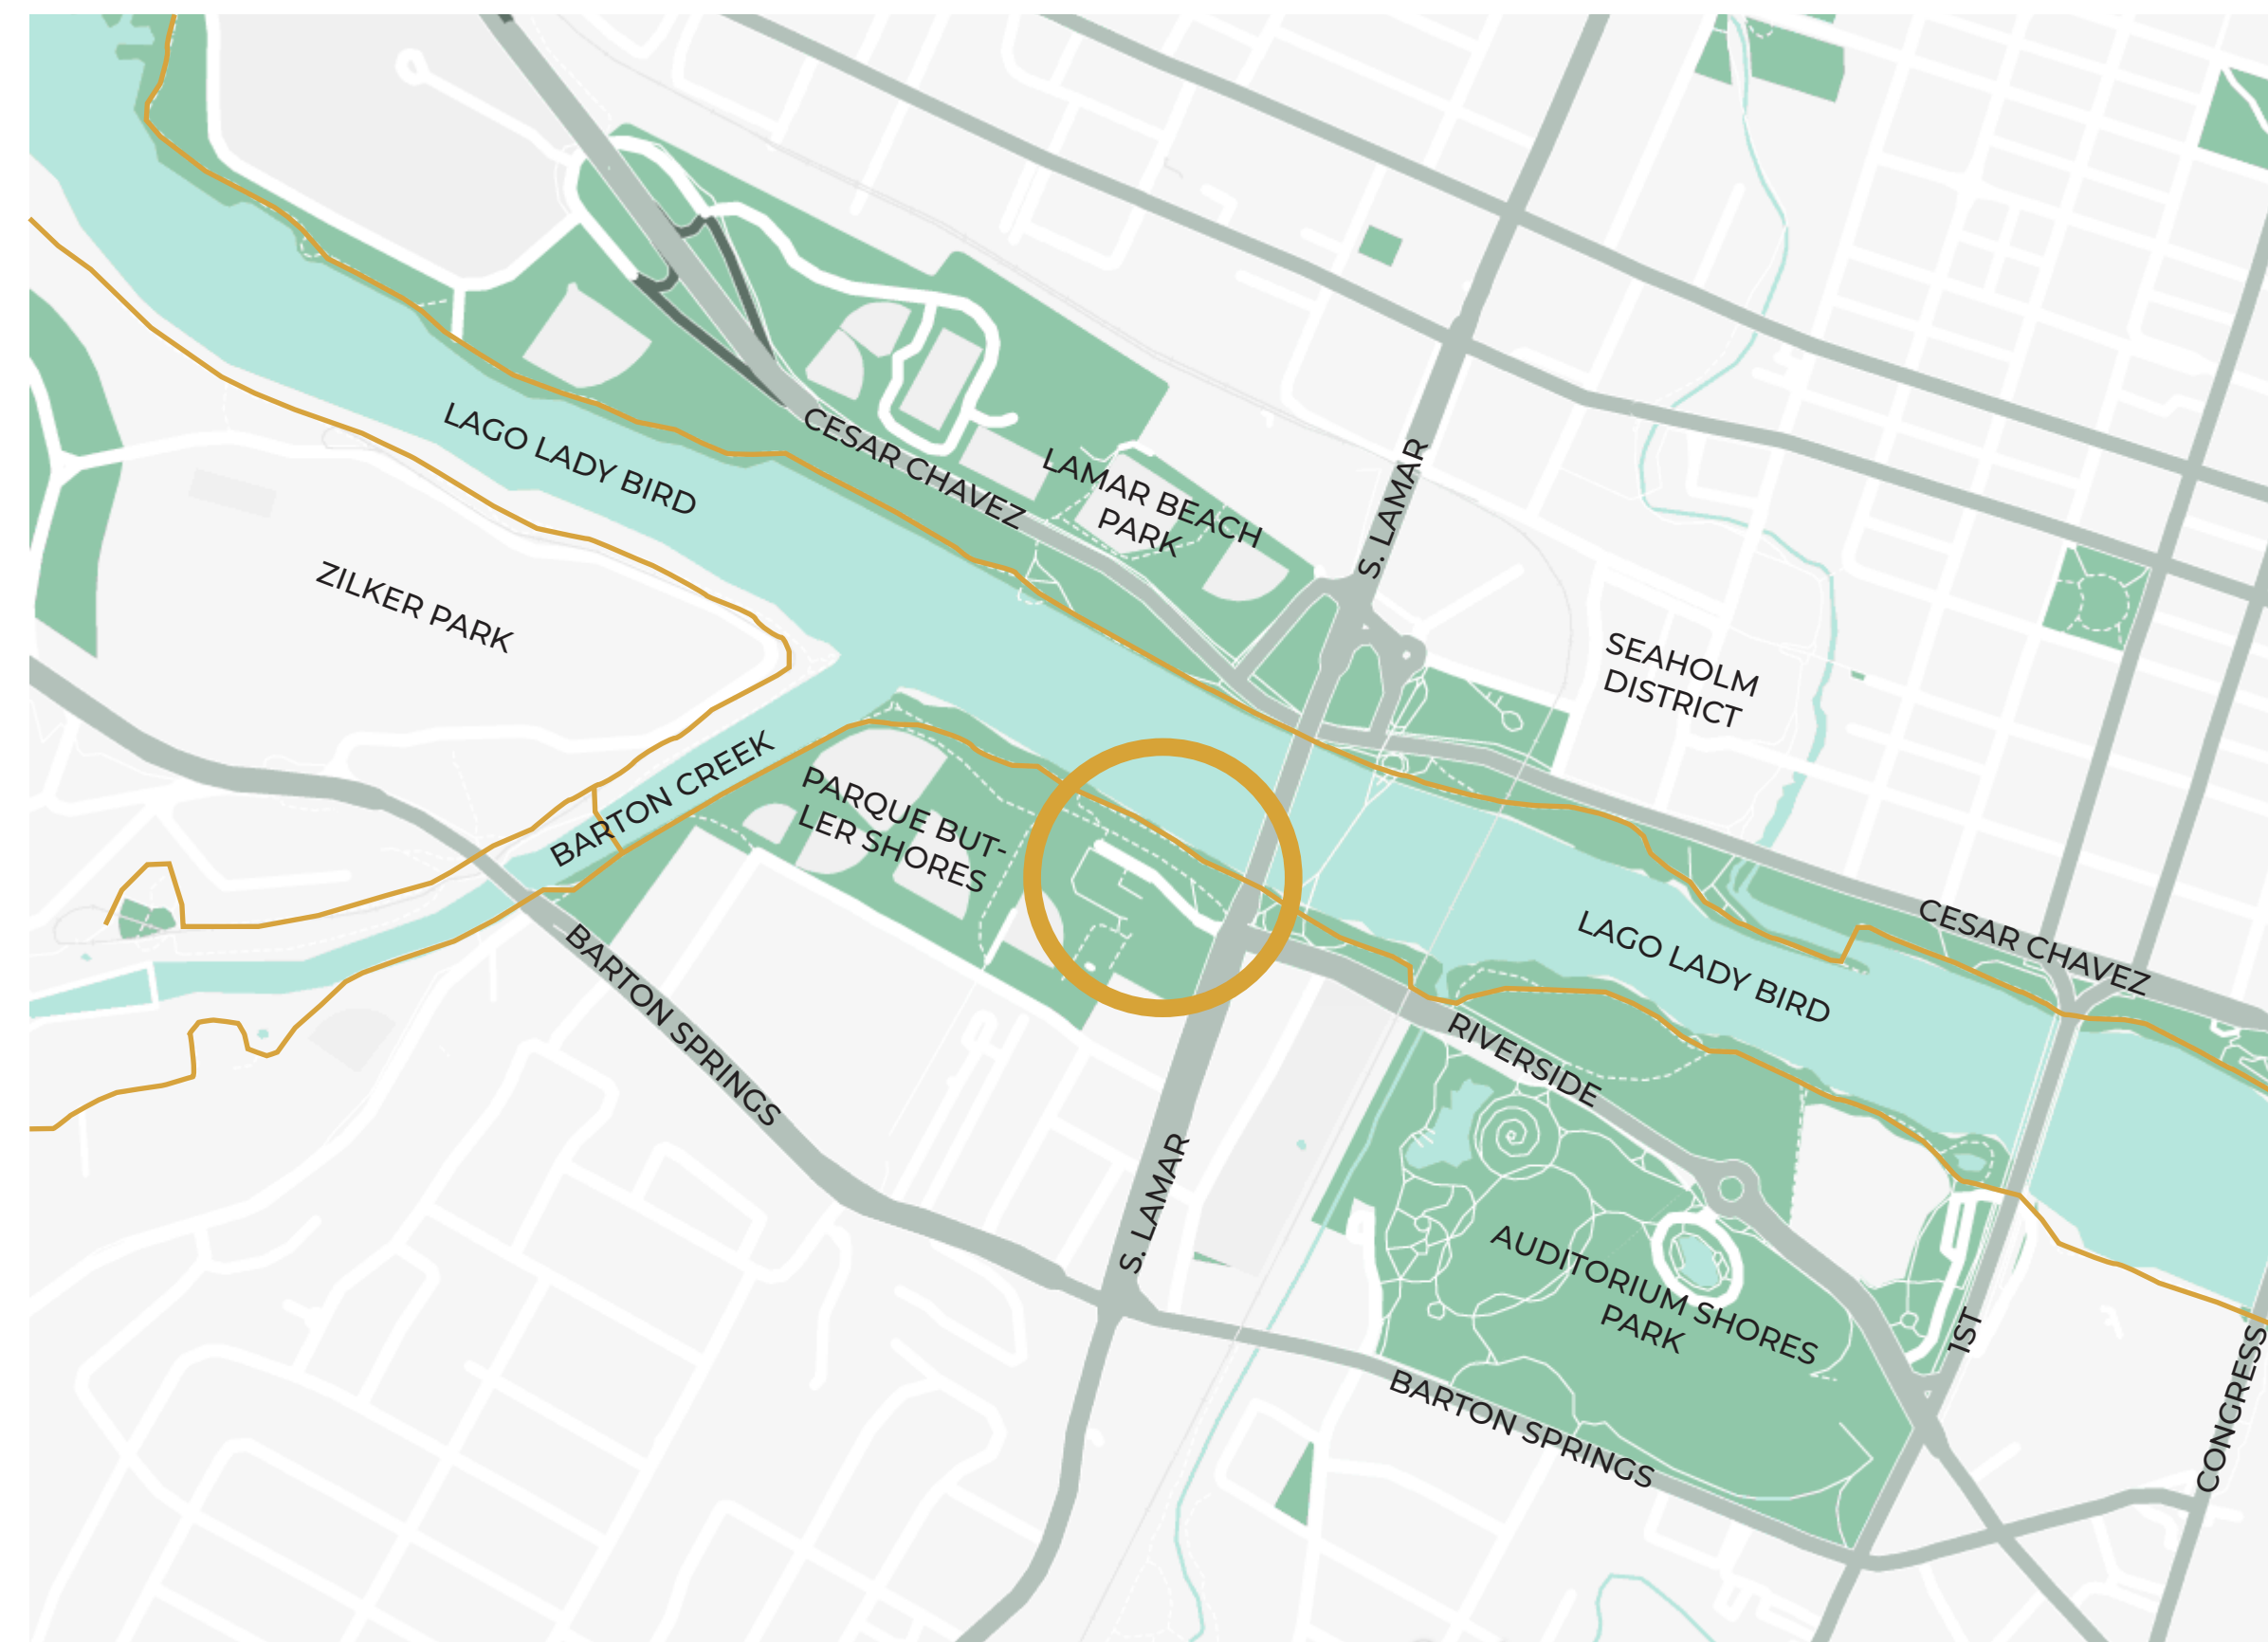 LAGO LADY BIRD
CESAR CHAVEZ
LAMAR BEACH
PARK
S. LAMAR
ZILKER PARK
SEAHOLM
DISTRICT
BARTON CREEK
PARQUE BUT-
LER SHORES
BARTON SPRINGS
LAGO LADY BIRD
CESAR CHAVEZ
RIVERSIDE
S. LAMAR
AUDITORIUM SHORES
PARK
1ST
CONGRESS
BARTON SPRINGS